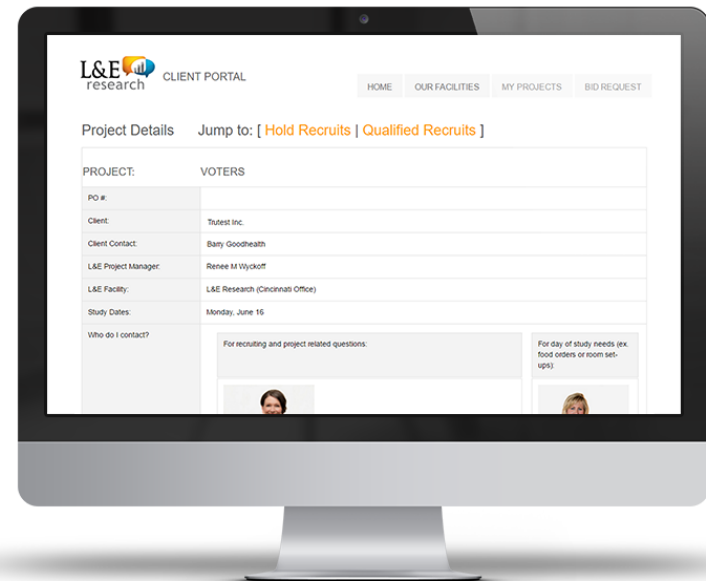 L&E
research
CLIENT PORTAL
HOME OUR FACILITIES MY PROJECTS BID REQUEST
Project Details Jump to: [ Hold Recruits | Qualified Recruits ]
PROJECT: VOTERS
PO #:
Client: Trutest Inc.
Client Contact: Barry Goodhealth
L&E Project Manager: Renee M Wyckoff
L&E Facility: L&E Research (Cincinnati Office)
Study Dates: Monday, June 16
Who do I contact?
For recruiting and project related questions:
For day of study needs (ex.
food orders or room set-
ups):